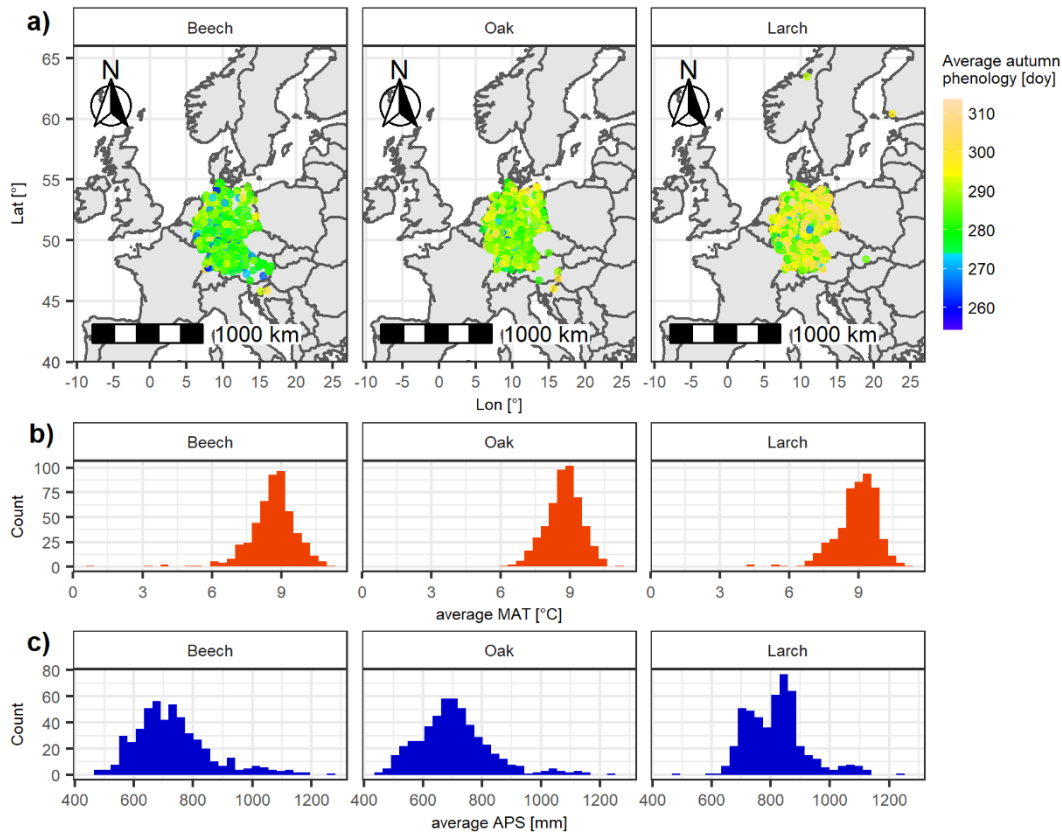 a)
Beech
Oak
Larch
N
N
N
65
60
55
50
45
40
Lat [°]
1000 km
1000 km
1000 km
-10 -5 0 5 10 15 20 25
-10 -5 0 5 10 15 20 25
-10 -5 0 5 10 15 20 25
Lon [°]
Average autumn
phenology [doy]
310
300
290
280
270
260
b)
Beech
Oak
Larch
100
75
50
25
0
Count
0 3 6 9
0 3 6 9
0 3 6 9
average MAT [°C]
c)
Beech
Oak
Larch
80
60
40
20
0
Count
400 600 800 1000 1200
400 600 800 1000 1200
400 600 800 1000 1200
average APS [mm]